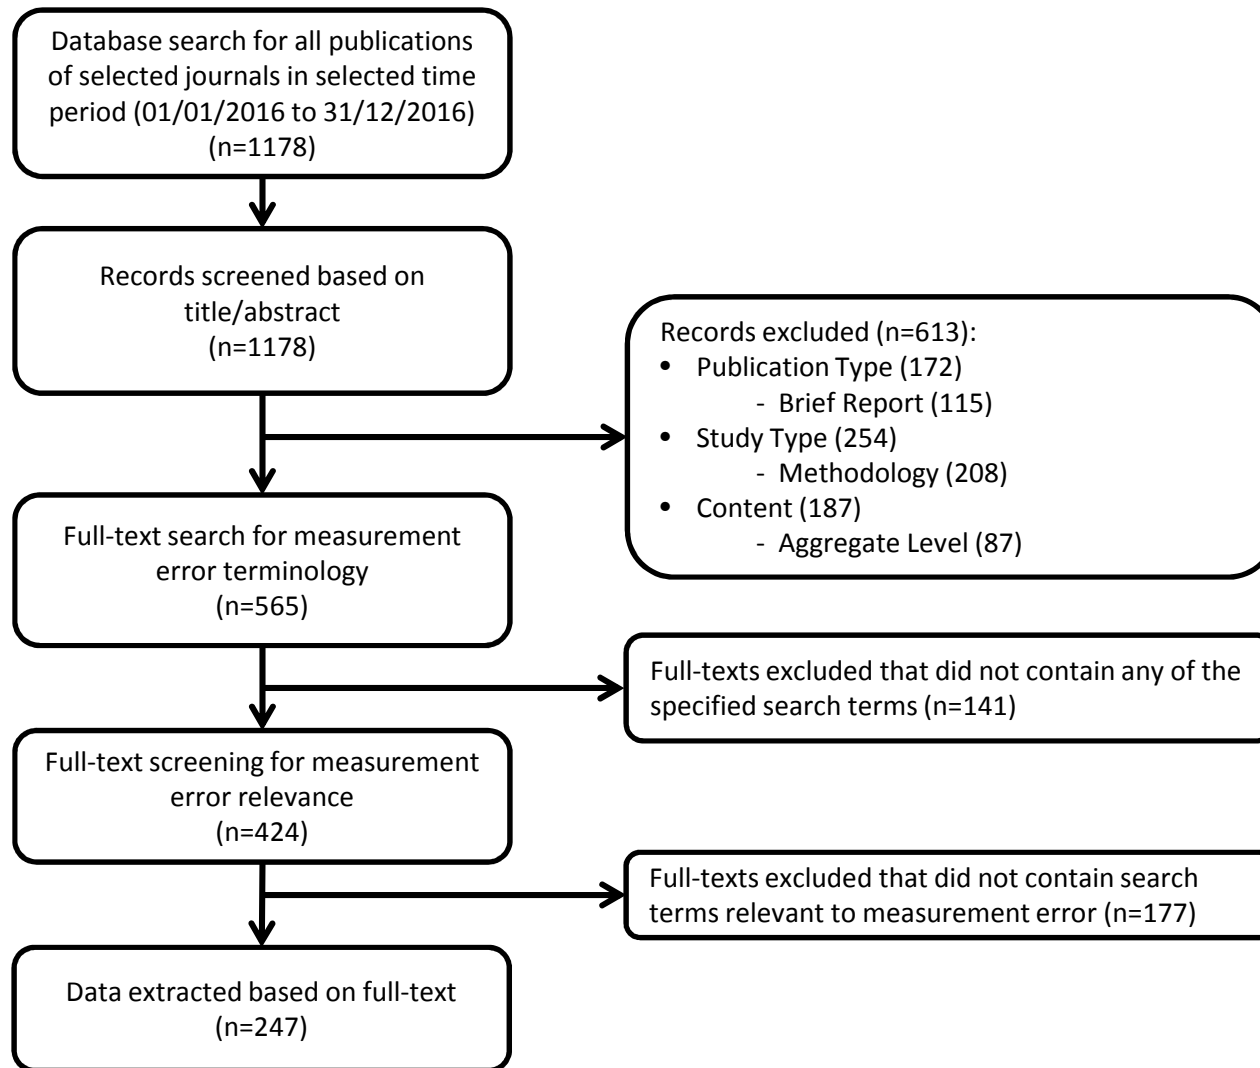 Database search for all publications
of selected journals in selected time
period (01/01/2016 to 31/12/2016)
(n=1178)
Records screened based on
title/abstract
(n=1178)
Records excluded (n=613):
• Publication Type (172)
- Brief Report (115)
• Study Type (254)
- Methodology (208)
• Content (187)
- Aggregate Level (87)
Full-text search for measurement
error terminology
(n=565)
Full-texts excluded that did not contain any of the
specified search terms (n=141)
Full-text screening for measurement
error relevance
(n=424)
Full-texts excluded that did not contain search
terms relevant to measurement error (n=177)
Data extracted based on full-text
(n=247)